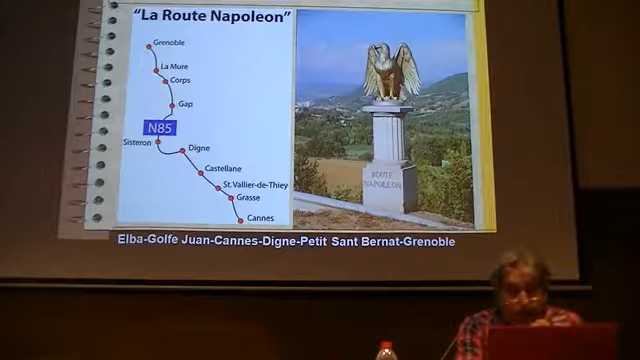 "La Route Napoleon"
Grenoble
La Mure
Corps
Gap
N85
Sisteron
Digne
Castellane
St.Vallier-de-Thiey
Grasse
Cannes
ROUTE
NAPOLEON
Elba-Golfe Juan-Cannes-Digne-Petit Sant Bernat-Grenoble